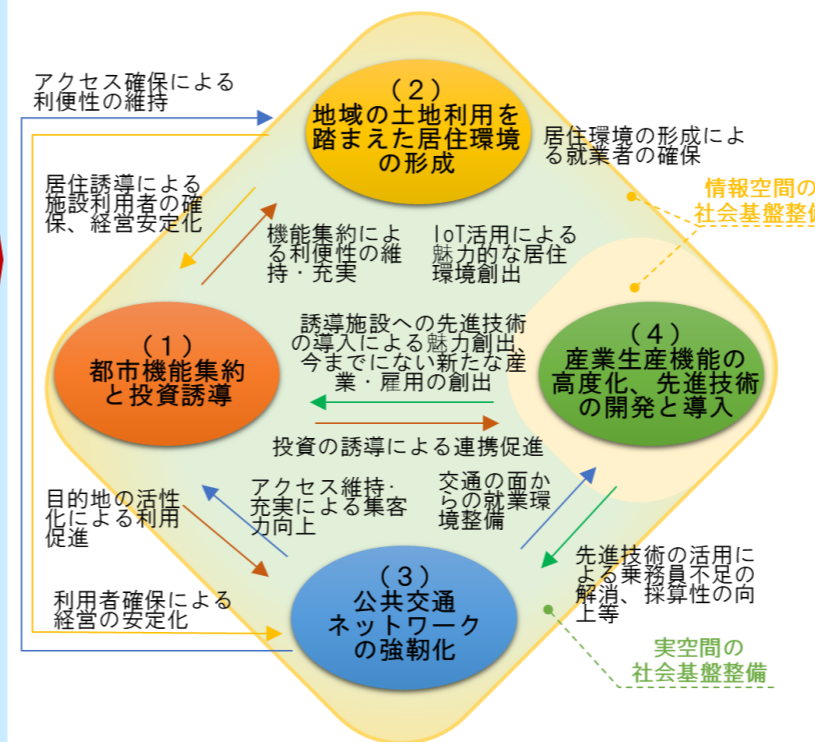 アクセス確保による
利便性の維持
（２）
地域の土地利用を
踏まえた居住環境
の形成
居住環境の形成によ
る就業者の確保
居住誘導による
施設利用者の確
保、経営安定化
情報空間の
社会基盤整備
機能集約によ
る利便性の維
持・充実
IoT活用による
魅力的な居住
環境創出
（１）
都市機能集約
と投資誘導
誘導施設への先進技術
の導入による魅力創出、
今までにない新たな産
業・雇用の創出
（４）
産業生産機能の
高度化、先進技術
の開発と導入
投資の誘導による連携促進
目的地の活性
化による利用
促進
アクセス維持・
充実による集客
力向上
交通の面か
らの就業環
境整備
利用者確保による
経営の安定化
（３）
公共交通
ネットワーク
の強靭化
先進技術の活用に
よる乗務員不足の
解消、採算性の向
上等
実空間の
社会基盤整備